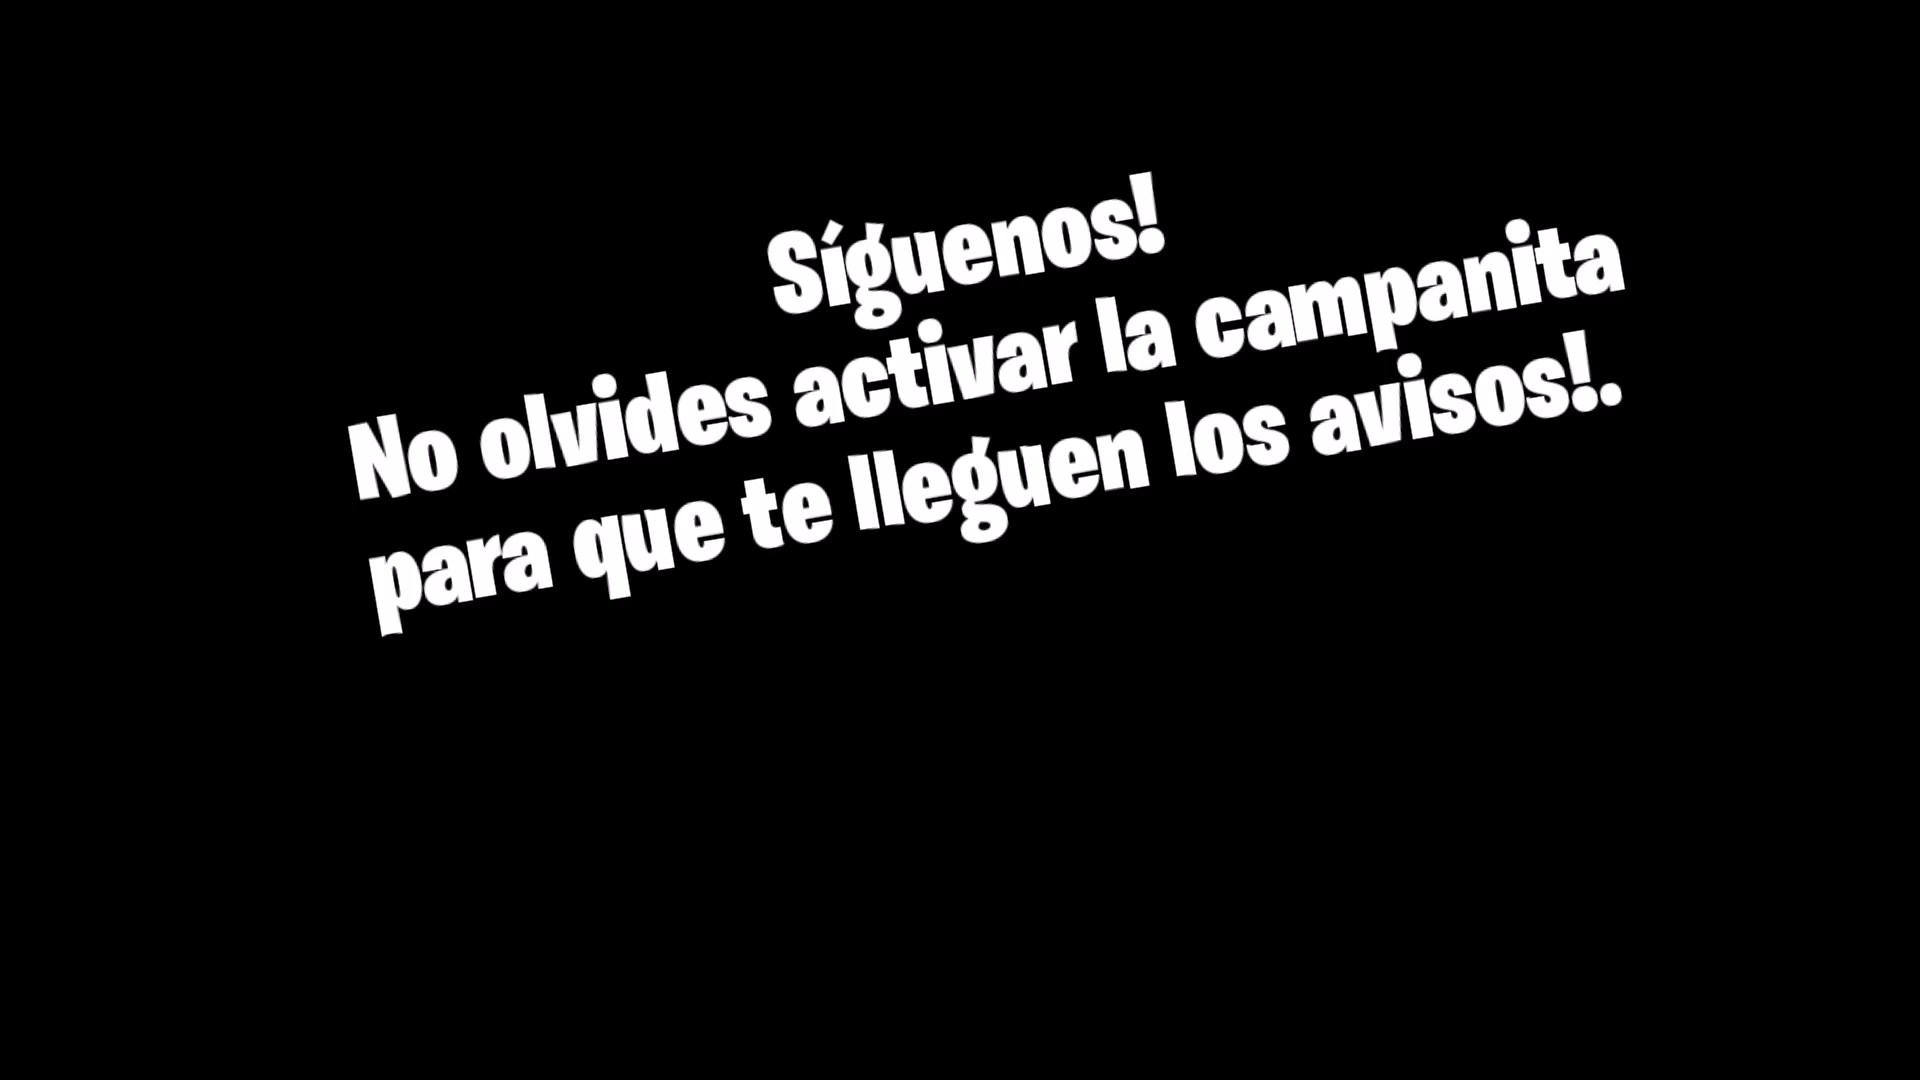 Síguenos!
No olvides activar la campanita
para que te lleguen los avisos!.